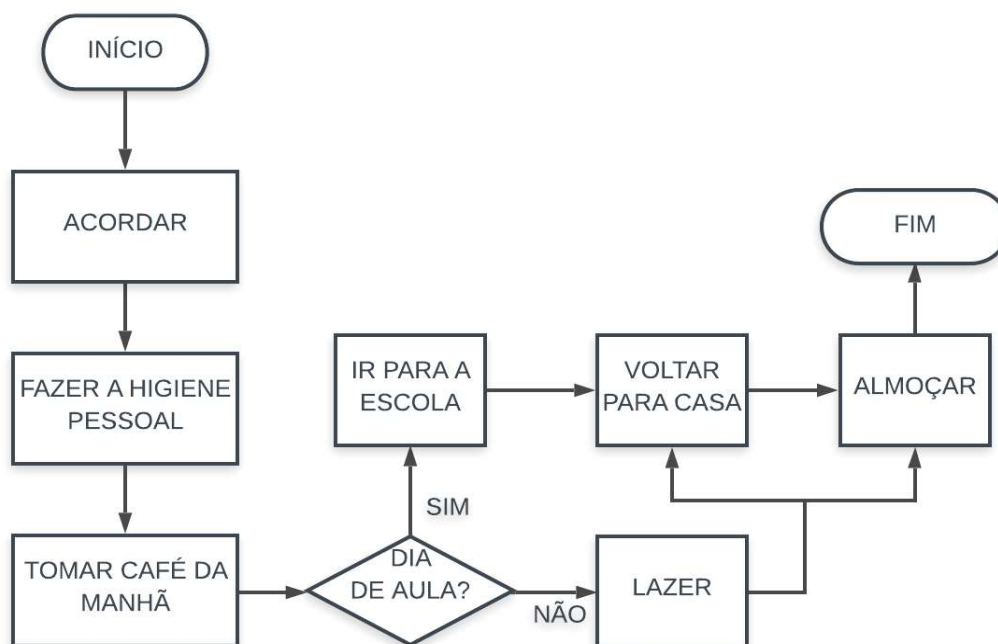 INÍCIO
ACORDAR
FAZER A HIGIENE
PESSOAL
TOMAR CAFÉ DA
MANHÃ
DIA
DE AULA?
SIM
NÃO
IR PARA A
ESCOLA
LAZER
VOLTAR
PARA CASA
ALMOÇAR
FIM